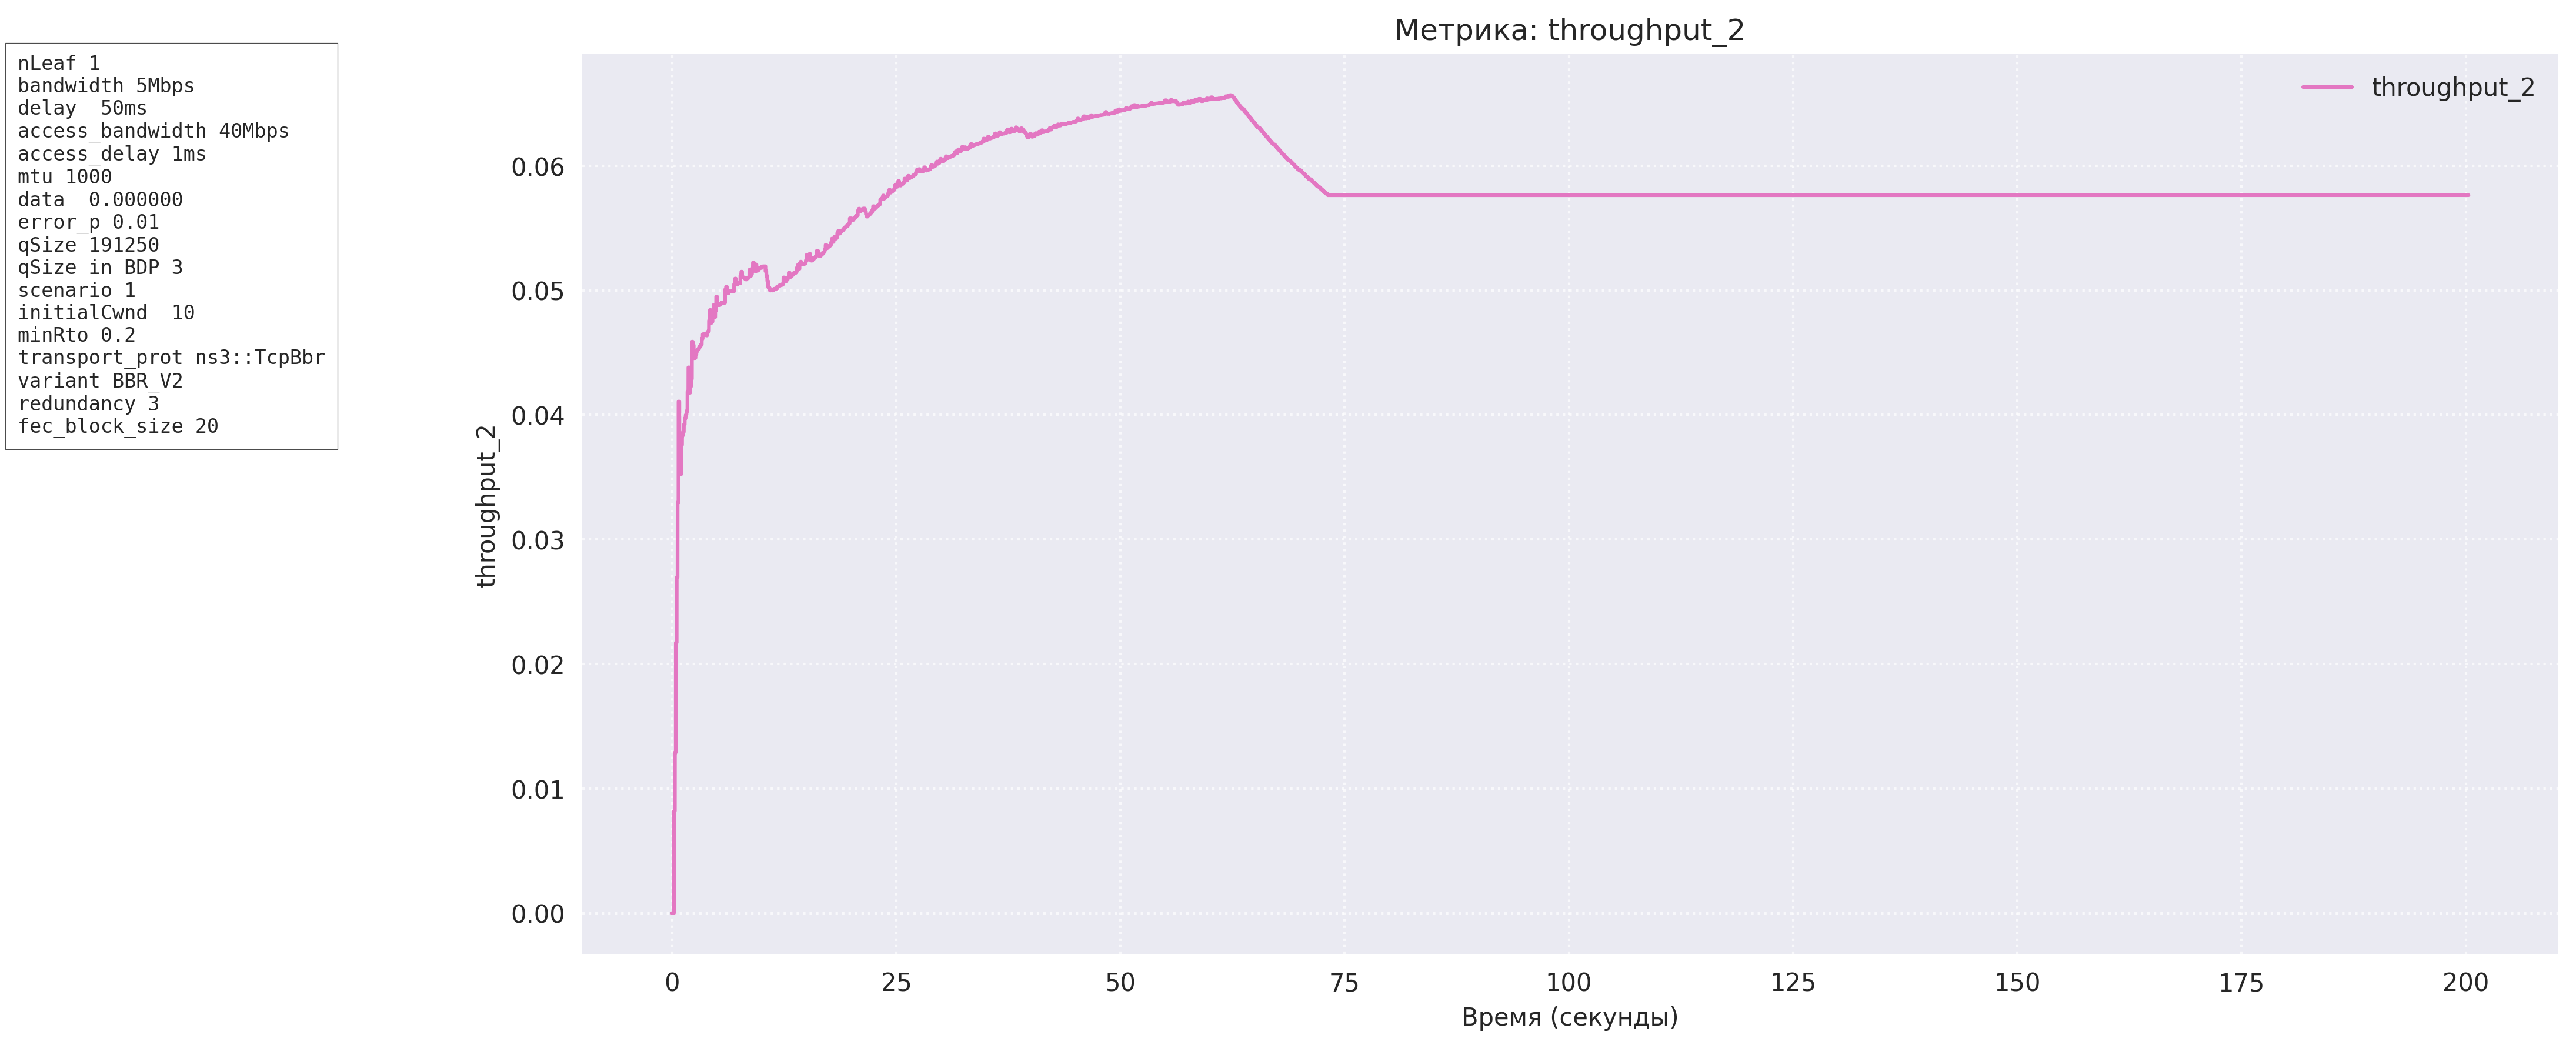 Метрика: throughput_2
nLeaf 1
bandwidth 5Mbps
delay  50ms
access_bandwidth 40Mbps
access_delay 1ms
mtu 1000
data  0.000000
error_p 0.01
qSize 191250
qSize in BDP 3
scenario 1
initialCwnd  10
minRto 0.2
transport_prot ns3::TcpBbr
variant BBR_V2
redundancy 3
fec_block_size 20
throughput_2
throughput_2
0.06
0.05
0.04
0.03
0.02
0.01
0.00
0 25 50 75 100 125 150 175 200
Время (секунды)